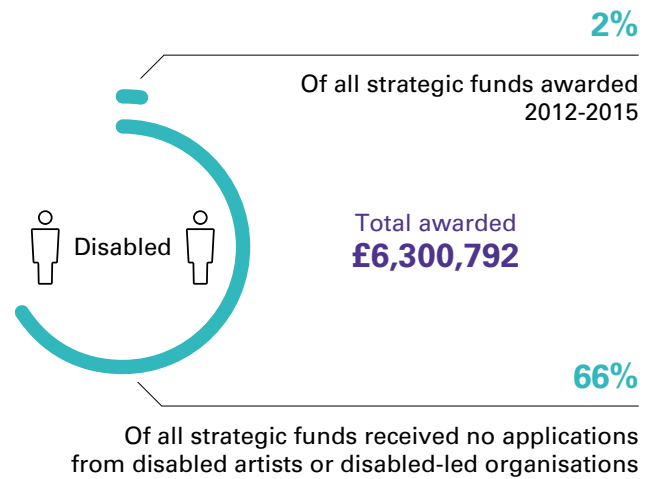 2%
Of all strategic funds awarded
2012-2015
Disabled
Total awarded
£6,300,792
66%
Of all strategic funds received no applications
from disabled artists or disabled-led organisations